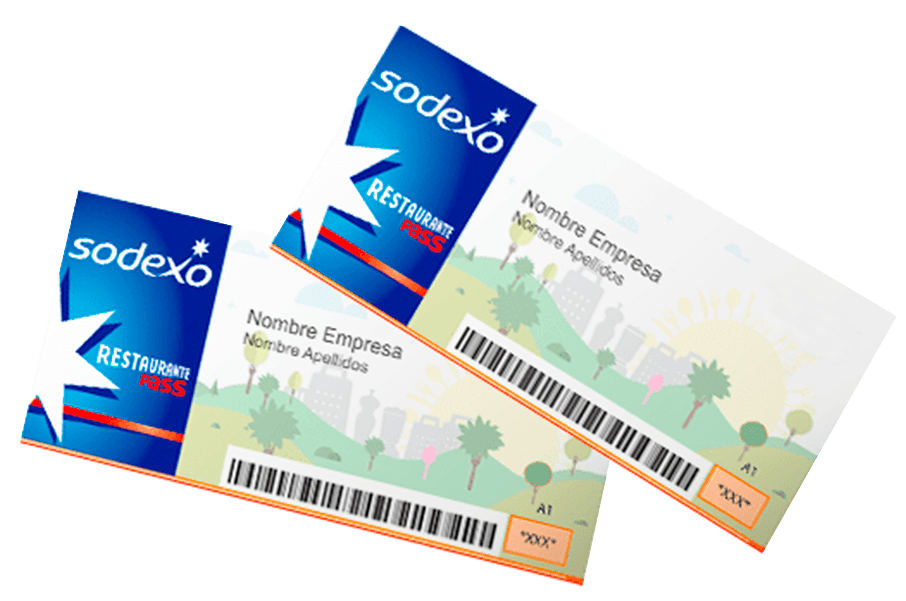 sodexo
RESTAURANTE
Pass
Nombre Empresa
Nombre Apellidos
A1
*XXX*
sodexo
RESTAURANTE
Pass
Nombre Empresa
Nombre Apellidos
A1
*XXX*